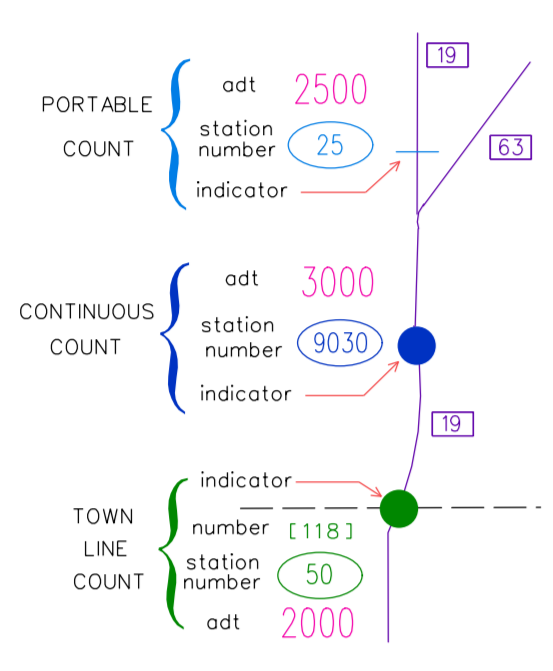 19
adt 2500
PORTABLE
COUNT
station
number 25
63
indicator
adt 3000
CONTINUOUS
COUNT
station
number 9030
indicator
19
indicator
TOWN
LINE
COUNT
number [118]
station
number 50
adt 2000